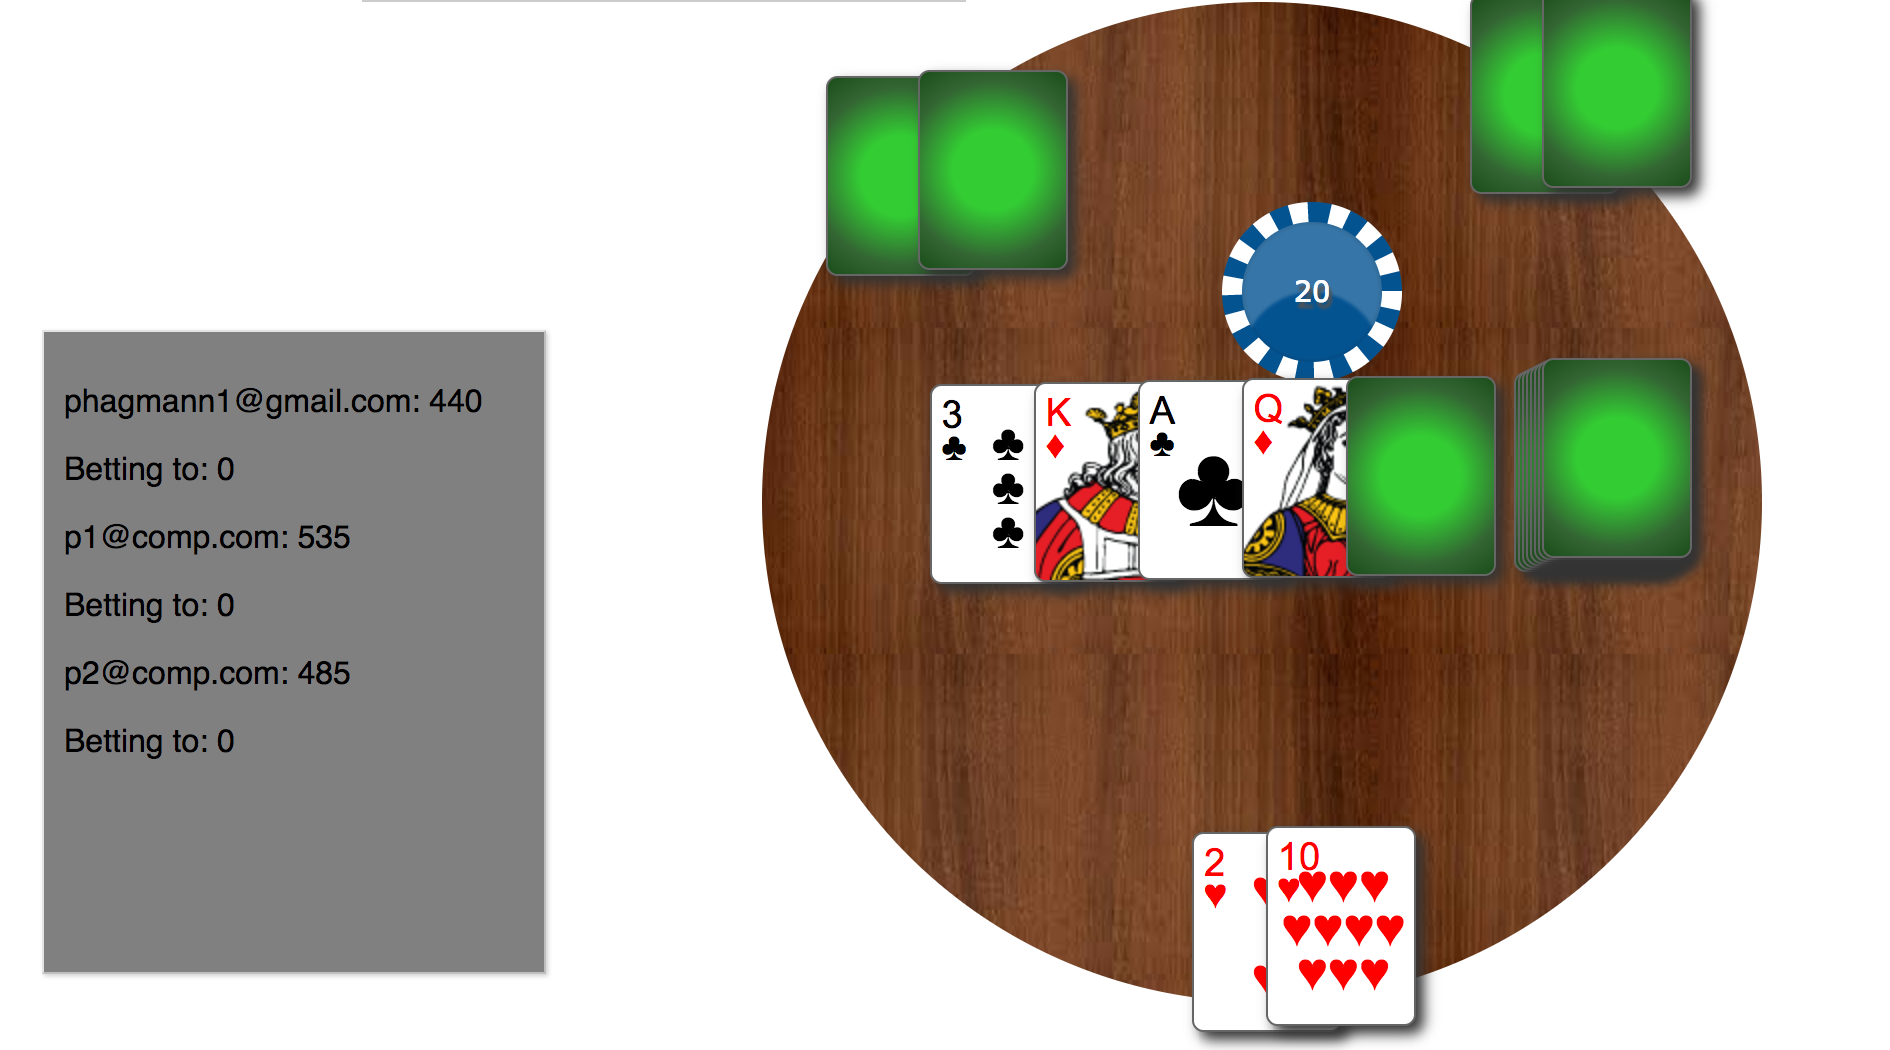 phagmann1@gmail.com: 440
Betting to: 0
p1@comp.com: 535
Betting to: 0
p2@comp.com: 485
Betting to: 0
20
3
K
A
Q
2
10